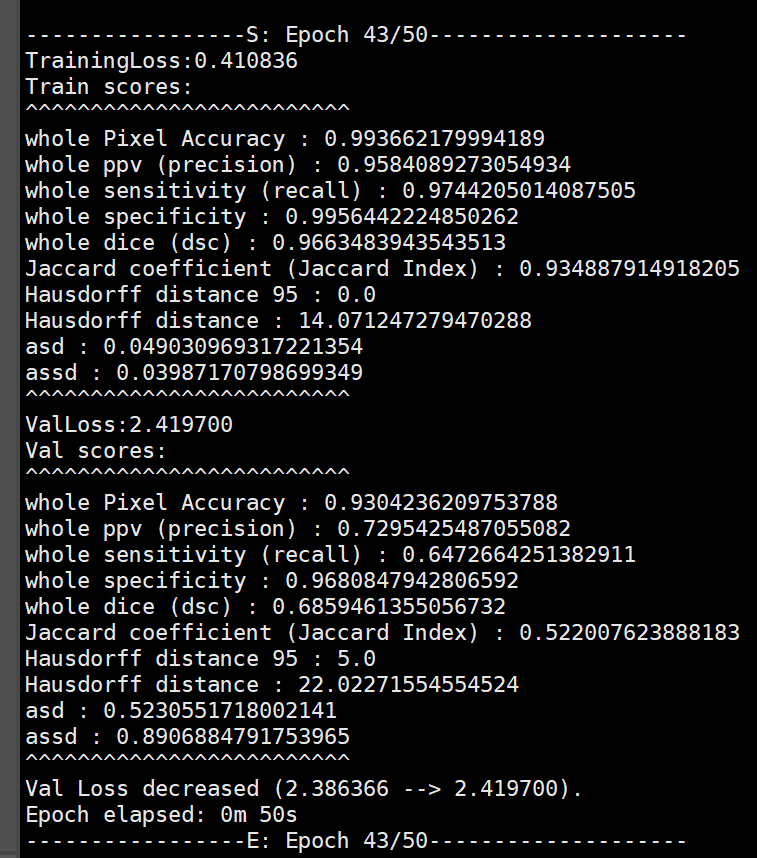 -----------------S: Epoch 43/50--------------------
TrainingLoss:0.410836
Train scores:
^^^^^^^^^^^^^^^^^^^^^^^^^
whole Pixel Accuracy : 0.993662179994189
whole ppv (precision) : 0.9584089273054934
whole sensitivity (recall) : 0.9744205014087505
whole specificity : 0.9956442224850262
whole dice (dsc) : 0.9663483943543513
Jaccard coefficient (Jaccard Index) : 0.934887914918205
Hausdorff distance 95 : 0.0
Hausdorff distance : 14.071247279470288
asd : 0.049030969317221354
assd : 0.03987170798699349
^^^^^^^^^^^^^^^^^^^^^^^^^
ValLoss:2.419700
Val scores:
^^^^^^^^^^^^^^^^^^^^^^^^^
whole Pixel Accuracy : 0.9304236209753788
whole ppv (precision) : 0.7295425487055082
whole sensitivity (recall) : 0.6472664251382911
whole specificity : 0.9680847942806592
whole dice (dsc) : 0.6859461355056732
Jaccard coefficient (Jaccard Index) : 0.522007623888183
Hausdorff distance 95 : 5.0
Hausdorff distance : 22.02271554554524
asd : 0.5230551718002141
assd : 0.8906884791753965
^^^^^^^^^^^^^^^^^^^^^^^^^
Val Loss decreased (2.386366 --> 2.419700).
Epoch elapsed: 0m 50s
-----------------E: Epoch 43/50--------------------